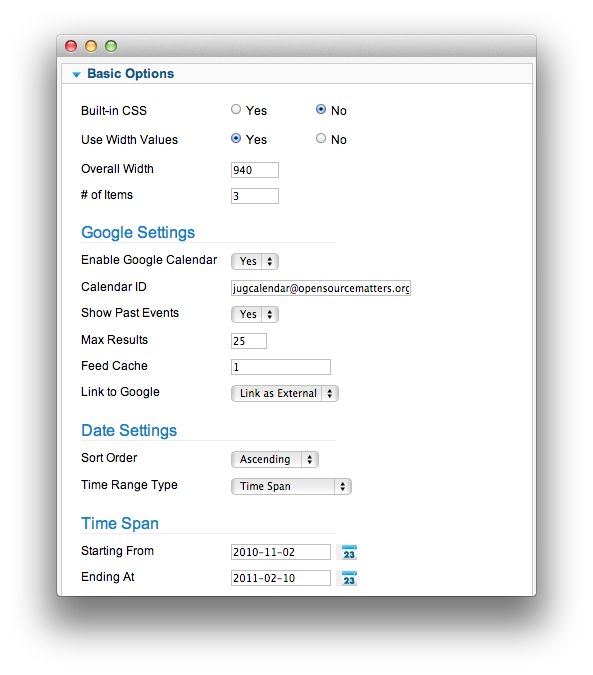 Basic Options
Built-in CSS Yes No
Use Width Values Yes No
Overall Width 940
# of Items 3
Google Settings
Enable Google Calendar Yes
Calendar ID jugcalendar@opensourcematters.org
Show Past Events Yes
Max Results 25
Feed Cache 1
Link to Google Link as External
Date Settings
Sort Order Ascending
Time Range Type Time Span
Time Span
Starting From 2010-11-02 23
Ending At 2011-02-10 23